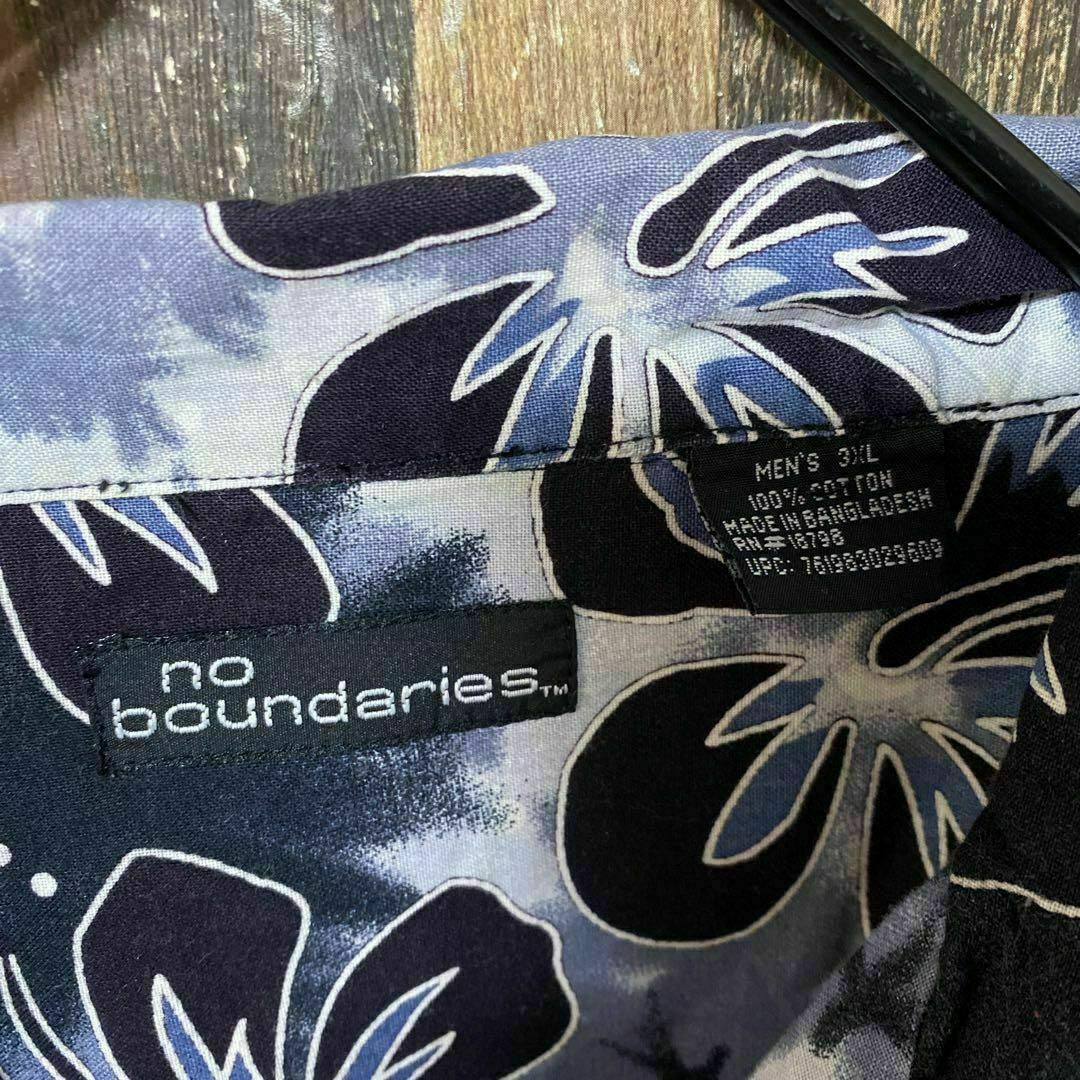 MEN'S 3XL
100% COTTON
MADE IN BANGLADESH
RN# 18798
UPC: 761983029609
no
boundaries™